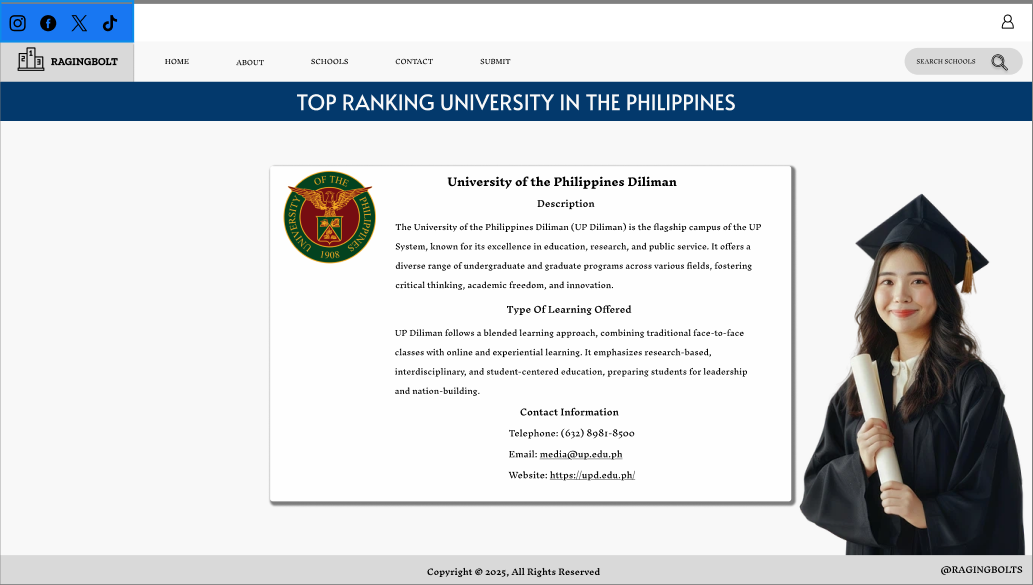 1
2
3
RAGINGBOLT
HOME
ABOUT
SCHOOLS
CONTACT
SUBMIT
SEARCH SCHOOLS
TOP RANKING UNIVERSITY IN THE PHILIPPINES
UNIVERSITY OF THE PHILIPPINES
1908
University of the Philippines Diliman
Description
The University of the Philippines Diliman (UP Diliman) is the flagship campus of the UP
System, known for its excellence in education, research, and public service. It offers a
diverse range of undergraduate and graduate programs across various fields, fostering
critical thinking, academic freedom, and innovation.
Type Of Learning Offered
UP Diliman follows a blended learning approach, combining traditional face-to-face
classes with online and experiential learning. It emphasizes research-based,
interdisciplinary, and student-centered education, preparing students for leadership
and nation-building.
Contact Information
Telephone: (632) 8981-8500
Email: media@up.edu.ph
Website: https://upd.edu.ph/
Copyright © 2025, All Rights Reserved
@RAGINGBOLTS